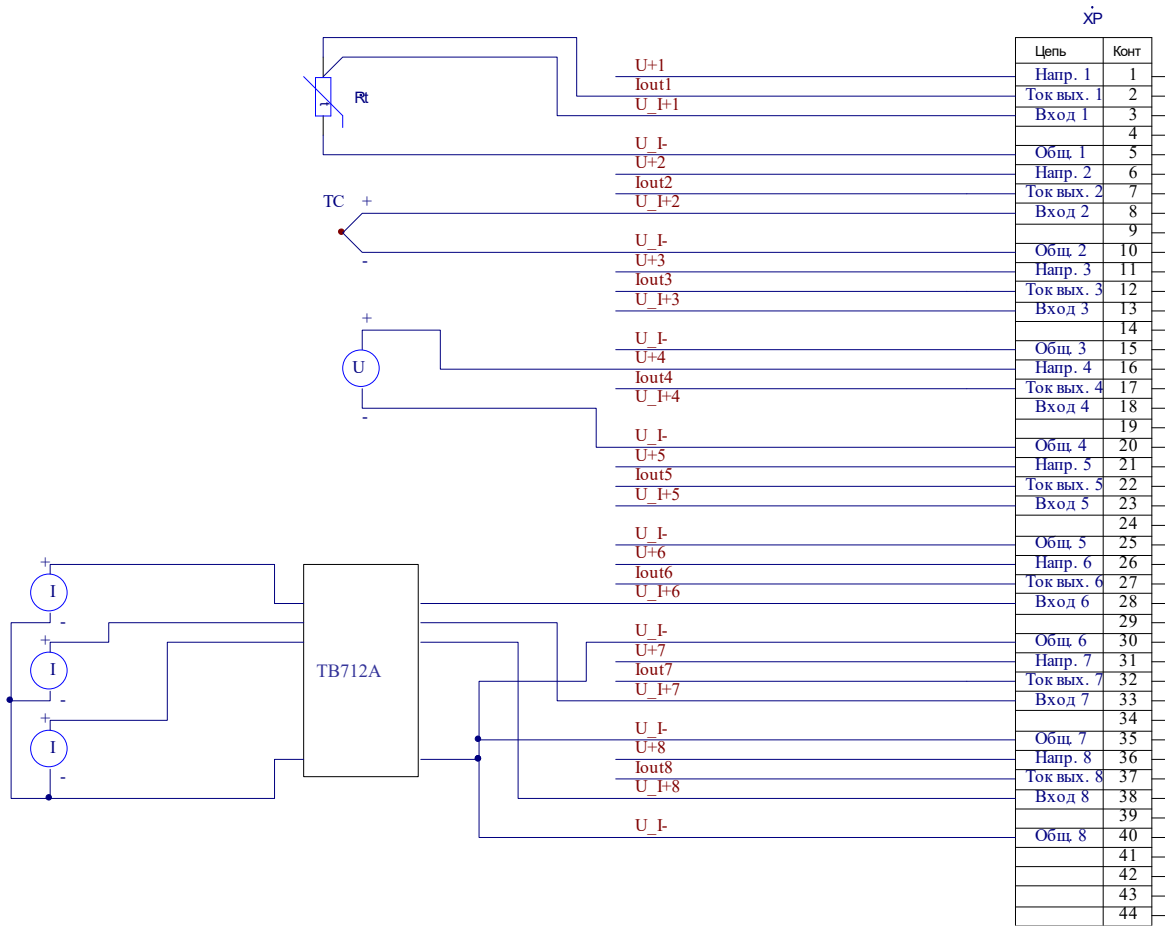 XP
Цепь Конт
U+1 Напр. 1 1
Iout1 Ток вых. 1 2
Rt
t
U_I+1 Вход 1 3
4
U_I- Общ. 1 5
U+2 Напр. 2 6
Iout2 Ток вых. 2 7
TC +
U_I+2 Вход 2 8
9
U_I- Общ. 2 10
-
U+3 Напр. 3 11
Iout3 Ток вых. 3 12
U_I+3 Вход 3 13
+
14
U_I- Общ. 3 15
U
U+4 Напр. 4 16
Iout4 Ток вых. 4 17
U_I+4 Вход 4 18
-
19
U_I- Общ. 4 20
U+5 Напр. 5 21
Iout5 Ток вых. 5 22
U_I+5 Вход 5 23
24
U_I- Общ. 5 25
+
U+6 Напр. 6 26
Iout6 Ток вых. 6 27
I
U_I+6 Вход 6 28
-
29
+
U_I- Общ. 6 30
U+7 Напр. 7 31
I
TB712A
Iout7 Ток вых. 7 32
U_I+7 Вход 7 33
-
+
34
U_I- Общ. 7 35
I
U+8 Напр. 8 36
Iout8 Ток вых. 8 37
-
U_I+8 Вход 8 38
39
U_I- Общ. 8 40
41
42
43
44